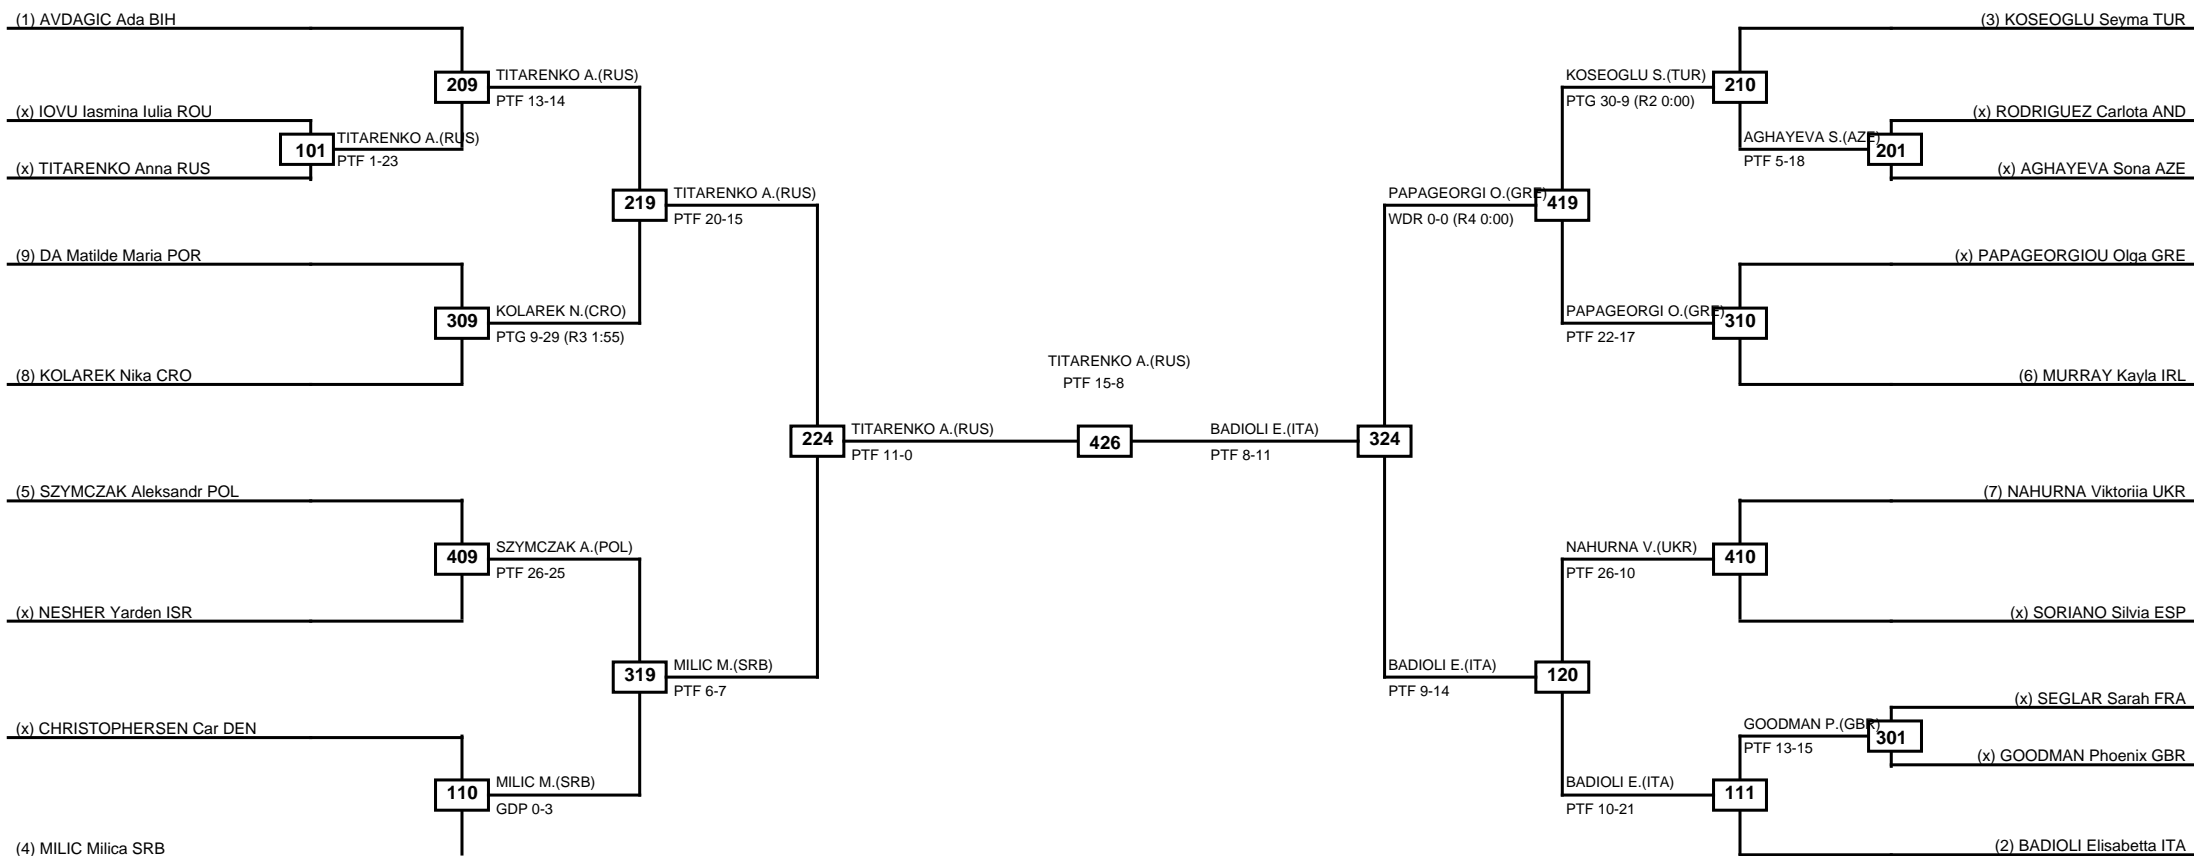 (1) AVDAGIC Ada BIH
(x) IOVU Iasmina Iulia ROU
(x) TITARENKO Anna RUS
(9) DA Matilde Maria POR
(8) KOLAREK Nika CRO
(5) SZYMCZAK Aleksandr POL
(x) NESHER Yarden ISR
(x) CHRISTOPHERSEN Car DEN
(4) MILIC Milica SRB
101
TITARENKO A.(RUS)
PTF 1-23
209
TITARENKO A.(RUS)
PTF 13-14
309
KOLAREK N.(CRO)
PTG 9-29 (R3 1:55)
409
SZYMCZAK A.(POL)
PTF 26-25
110
MILIC M.(SRB)
GDP 0-3
219
TITARENKO A.(RUS)
PTF 20-15
319
MILIC M.(SRB)
PTF 6-7
224
TITARENKO A.(RUS)
PTF 11-0
TITARENKO A.(RUS)
PTF 15-8
426
BADIOLI E.(ITA)
PTF 8-11
324
PAPAGEORGI O.(GRE)
WDR 0-0 (R4 0:00)
419
BADIOLI E.(ITA)
PTF 9-14
120
KOSEOGLU S.(TUR)
PTG 30-9 (R2 0:00)
210
PAPAGEORGI O.(GRE)
PTF 22-17
310
NAHURNA V.(UKR)
PTF 26-10
410
BADIOLI E.(ITA)
PTF 10-21
111
AGHAYEVA S.(AZE)
PTF 5-18
201
GOODMAN P.(GBR)
PTF 13-15
301
(3) KOSEOGLU Seyma TUR
(x) RODRIGUEZ Carlota AND
(x) AGHAYEVA Sona AZE
(x) PAPAGEORGIOU Olga GRE
(6) MURRAY Kayla IRL
(7) NAHURNA Viktoriia UKR
(x) SORIANO Silvia ESP
(x) SEGLAR Sarah FRA
(x) GOODMAN Phoenix GBR
(2) BADIOLI Elisabetta ITA